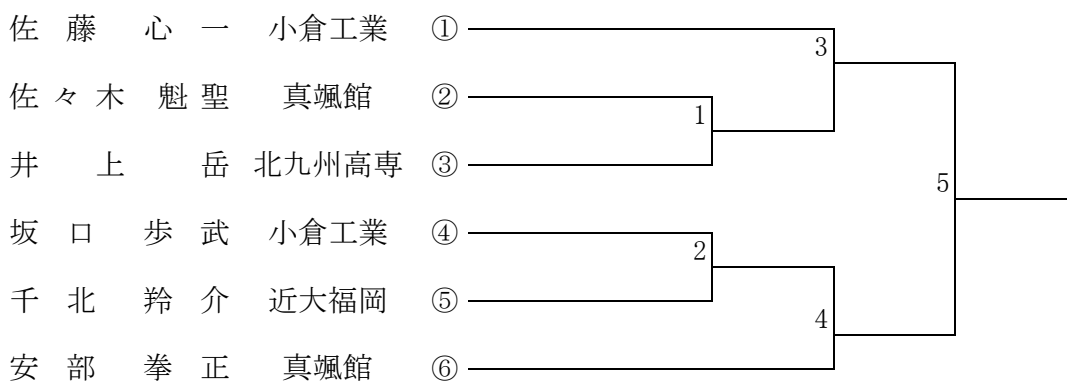 佐藤 心一 小倉工業 ①
3
佐々木 魁聖 真颯館 ②
1
井上 岳 北九州高専 ③
5
坂口 歩武 小倉工業 ④
2
千北 羚介 近大福岡 ⑤
4
安部 拳正 真颯館 ⑥